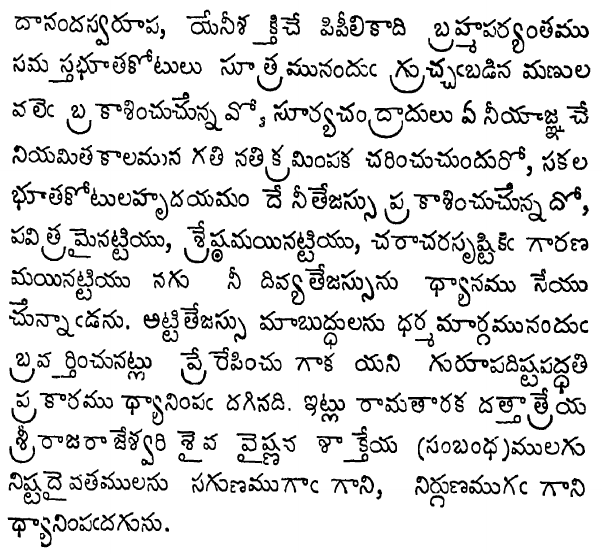 దానందస్వరూప, యేనీశక్తిచే పిపీలికాది బ్రహ్మపర్యంతము
సమస్తభూతకోటులు సూత్రమునందుఁ గ్రుచ్చఁబడిన మణుల
వలెఁ బ్రకాశించుచున్నవో, సూర్యచంద్రాదులు ఏ నీయాజ్ఞచే
నియమితకాలమున గతి నతిక్రమింపక చరించుచుందురో, సకల
భూతకోటులహృదయమందే నీతేజస్సు ప్రకాశించుచున్నదో,
పవిత్రమైనట్టియు, శ్రేష్ఠమయినట్టియు, చరాచరసృష్టికిఁ గారణ
మయినట్టియు నగు నీ దివ్యతేజస్సును ధ్యానము సేయు
చున్నాఁడను. అట్టితేజస్సు మాబుద్ధులను ధర్మమార్గమునందుఁ
బ్రవర్తించునట్లు ప్రేరేపించు గాక యని గురూపదిష్టపద్ధతి
ప్రకారము ధ్యానింపఁ దగినది. ఇట్లు రామతారక దత్తాత్రేయ
శ్రీరాజరాజేశ్వరి శైవ వైష్ణవ శాక్తేయ (సంబంధ)ములగు
నిష్టదైవతములను సగుణముగాఁ గాని, నిర్గుణముగఁ గాని
ధ్యానింపఁదగును.